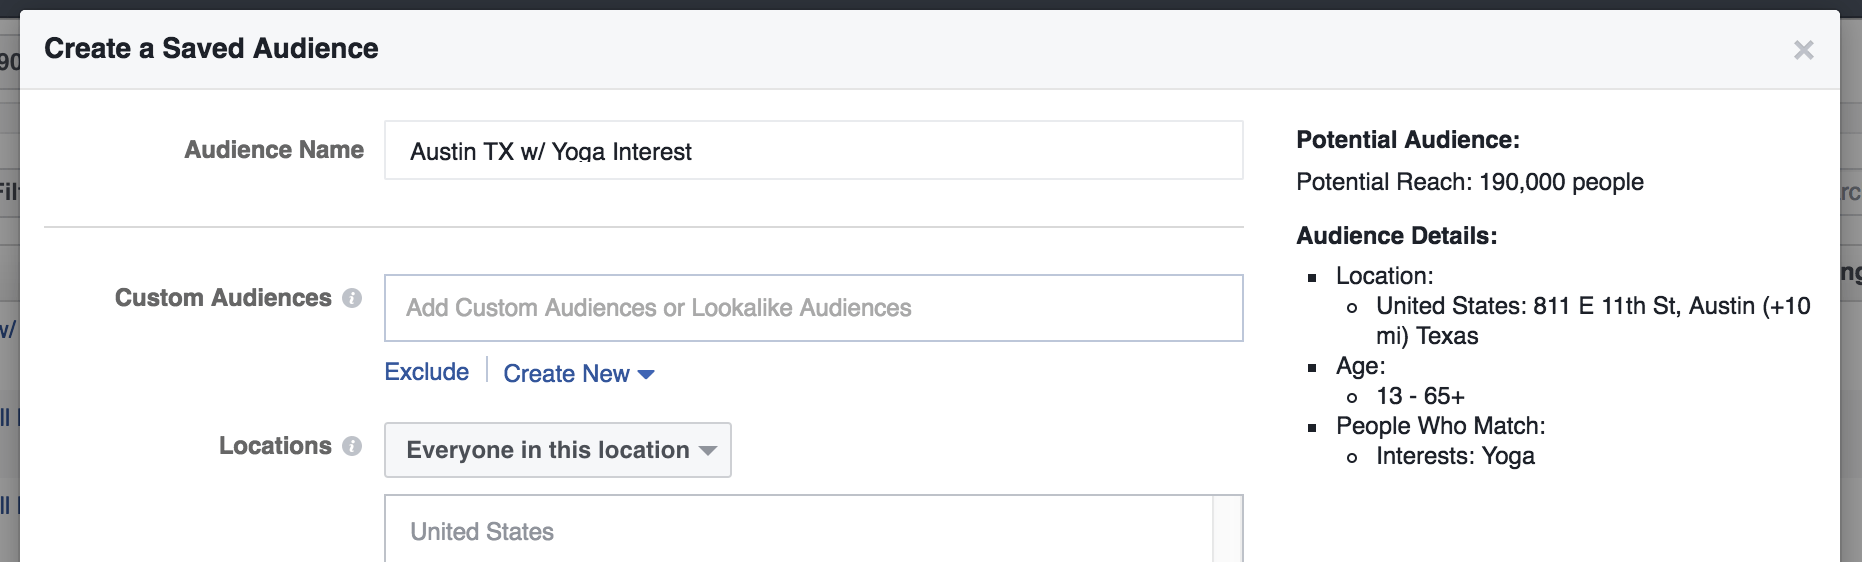 Create a Saved Audience
Audience Name
Austin TX w/ Yoga Interest
Custom Audiences
Add Custom Audiences or Lookalike Audiences
Exclude
Create New
Locations
Everyone in this location
United States
Potential Audience:
Potential Reach: 190,000 people
Audience Details:
Location:
United States: 811 E 11th St, Austin (+10
mi) Texas
Age:
13 - 65+
People Who Match:
Interests: Yoga